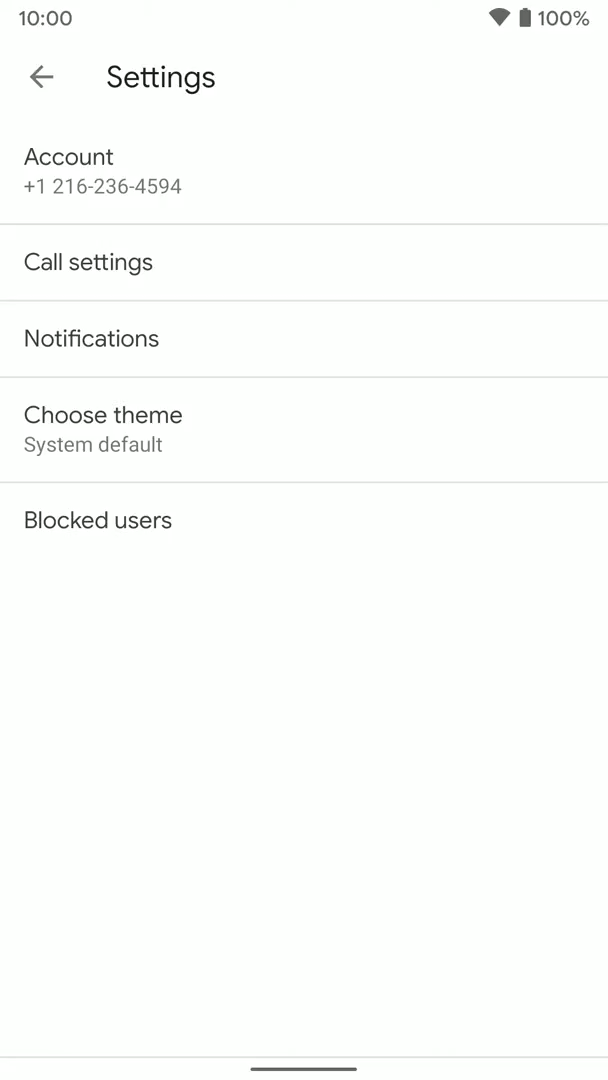 10:00 100%
Settings
Account
+1 216-236-4594
Call settings
Notifications
Choose theme
System default
Blocked users